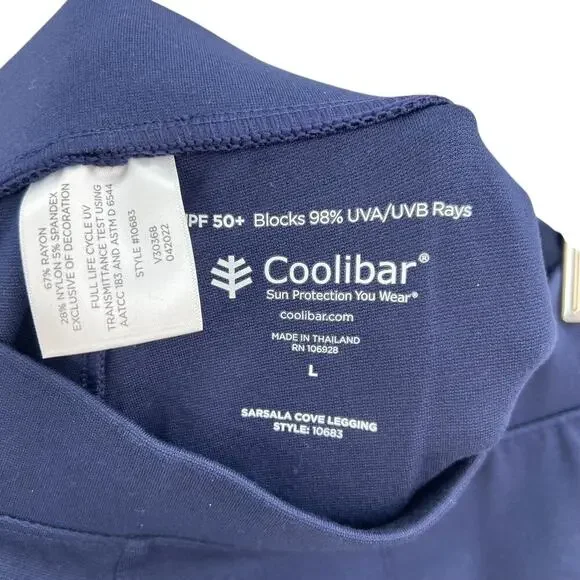 67% RAYON
28% NYLON 5% SPANDEX
EXCLUSIVE OF DECORATION
FULL LIFE CYCLE UV
TRANSMITTANCE TEST USING
AATCC 183 AND ASTM D 6544
STYLE #10683
V30368
042022
PF 50+ Blocks 98% UVA/UVB Rays
Coolibar®
Sun Protection You Wear®
coolibar.com
MADE IN THAILAND
RN 106928
L
SARSALA COVE LEGGING
STYLE: 10683